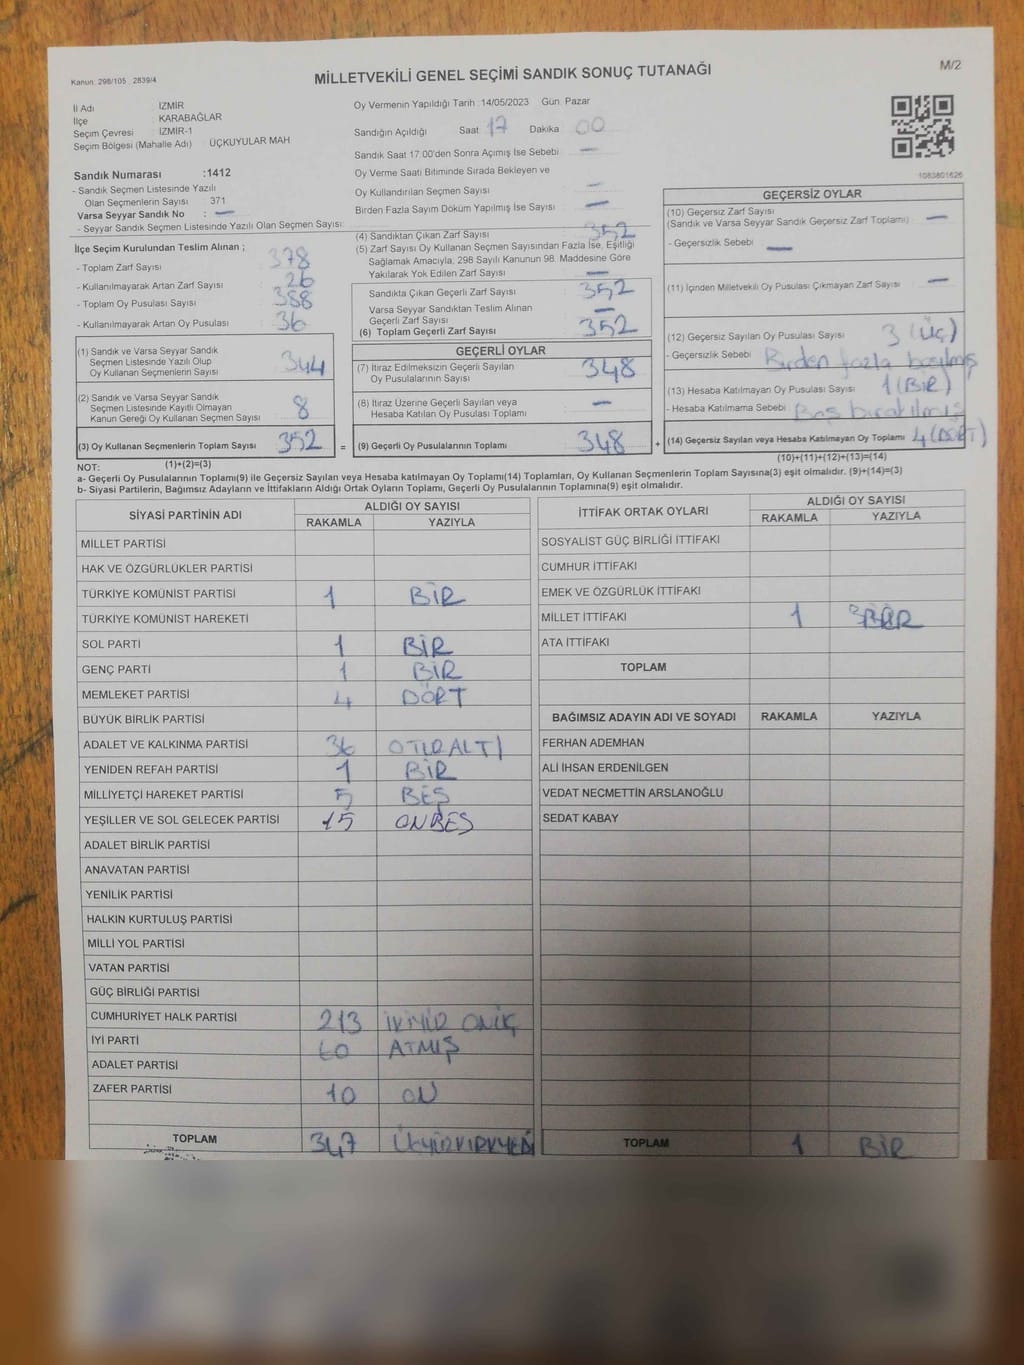 Kanun: 298/105 2839/4
MİLLETVEKİLİ GENEL SEÇİMİ SANDIK SONUÇ TUTANAĞI
M/2
İl Adı : İZMİR
İlçe : KARABAĞLAR
Seçim Çevresi : İZMİR-1
Seçim Bölgesi (Mahalle Adı) : ÜÇKUYULAR MAH
Sandık Numarası :1412
- Sandık Seçmen Listesinde Yazılı
Olan Seçmenlerin Sayısı 371
Varsa Seyyar Sandık No : —
- Seyyar Sandık Seçmen Listesinde Yazılı Olan Seçmen Sayısı:
İlçe Seçim Kurulundan Teslim Alınan ;
- Toplam Zarf Sayısı : 378
- Kullanılmayarak Artan Zarf Sayısı : 26
- Toplam Oy Pusulası Sayısı : 388
- Kullanılmayarak Artan Oy Pusulası : 36
(1) Sandık ve Varsa Seyyar Sandık
Seçmen Listesinde Yazılı Olup
Oy Kullanan Seçmenlerin Sayısı 344
(2) Sandık ve Varsa Seyyar Sandık
Seçmen Listesinde Kayıtlı Olmayan
Kanun Gereği Oy Kullanan Seçmen Sayısı 8
(3) Oy Kullanan Seçmenlerin Toplam Sayısı 352 =
(1)+(2)=(3)
Oy Vermenin Yapıldığı Tarih :14/05/2023 Gün: Pazar
Sandığın Açıldığı Saat 17 Dakika 00
Sandık Saat 17:00'den Sonra Açımış İse Sebebi : —
Oy Verme Saati Bitiminde Sırada Bekleyen ve
Oy Kullandırılan Seçmen Sayısı : —
Birden Fazla Sayım Döküm Yapılmış İse Sayısı : —
(4) Sandıktan Çıkan Zarf Sayısı : 352
(5) Zarf Sayısı Oy Kullanan Seçmen Sayısından Fazla İse, Eşitliği
Sağlamak Amacıyla, 298 Sayılı Kanunun 98. Maddesine Göre
Yakılarak Yok Edilen Zarf Sayısı : —
Sandıkta Çıkan Geçerli Zarf Sayısı : 352
Varsa Seyyar Sandıktan Teslim Alınan
Geçerli Zarf Sayısı : —
(6) Toplam Geçerli Zarf Sayısı : 352
GEÇERLİ OYLAR
(7) İtiraz Edilmeksizin Geçerli Sayılan
Oy Pusulalarının Sayısı : 348
(8) İtiraz Üzerine Geçerli Sayılan veya
Hesaba Katılan Oy Pusulası Toplamı : —
(9) Geçerli Oy Pusulalarının Toplamı : 348 +
1083801626
GEÇERSİZ OYLAR
(10) Geçersiz Zarf Sayısı
(Sandık ve Varsa Seyyar Sandık Geçersiz Zarf Toplamı) —
- Geçersizlik Sebebi : —
(11) İçinden Milletvekili Oy Pusulası Çıkmayan Zarf Sayısı : —
(12) Geçersiz Sayılan Oy Pusulası Sayısı : 3 (Üç)
- Geçersizlik Sebebi : Birden fazla basılmış
(13) Hesaba Katılmayan Oy Pusulası Sayısı : 1 (BİR)
- Hesaba Katılmama Sebebi : Boş bırakılmış
(14) Geçersiz Sayılan veya Hesaba Katılmayan Oy Toplamı : 4 (DÖRT)
(10)+(11)+(12)+(13)=(14)
NOT:
a- Geçerli Oy Pusulalarının Toplamı(9) ile Geçersiz Sayılan veya Hesaba katılmayan Oy Toplamı(14) Toplamları, Oy Kullanan Seçmenlerin Toplam Sayısına(3) eşit olmalıdır. (9)+(14)=(3)
b- Siyasi Partilerin, Bağımsız Adayların ve İttifakların Aldığı Ortak Oyların Toplamı, Geçerli Oy Pusulalarının Toplamına(9) eşit olmalıdır.
SİYASİ PARTİNİN ADI ALDIĞI OY SAYISI
RAKAMLA YAZIYLA
MİLLET PARTİSİ
HAK VE ÖZGÜRLÜKLER PARTİSİ
TÜRKİYE KOMÜNİST PARTİSİ 1 BİR
TÜRKİYE KOMÜNİST HAREKETİ
SOL PARTİ 1 BİR
GENÇ PARTİ 1 BİR
MEMLEKET PARTİSİ 4 DÖRT
BÜYÜK BİRLİK PARTİSİ
ADALET VE KALKINMA PARTİSİ 36 OTUZALTI
YENİDEN REFAH PARTİSİ 1 BİR
MİLLİYETÇİ HAREKET PARTİSİ 5 BEŞ
YEŞİLLER VE SOL GELECEK PARTİSİ 15 ONBEŞ
ADALET BİRLİK PARTİSİ
ANAVATAN PARTİSİ
YENİLİK PARTİSİ
HALKIN KURTULUŞ PARTİSİ
MİLLİ YOL PARTİSİ
VATAN PARTİSİ
GÜÇ BİRLİĞİ PARTİSİ
CUMHURİYET HALK PARTİSİ 213 İKİYÜZ ONÜÇ
İYİ PARTİ 60 ATMIŞ
ADALET PARTİSİ
ZAFER PARTİSİ 10 ON
TOPLAM 347 ÜÇYÜZKIRKYEDİ
İTTİFAK ORTAK OYLARI ALDIĞI OY SAYISI
RAKAMLA YAZIYLA
SOSYALİST GÜÇ BİRLİĞİ İTTİFAKI
CUMHUR İTTİFAKI
EMEK VE ÖZGÜRLÜK İTTİFAKI
MİLLET İTTİFAKI 1 BİR
ATA İTTİFAKI
TOPLAM
BAĞIMSIZ ADAYIN ADI VE SOYADI RAKAMLA YAZIYLA
FERHAN ADEMHAN
ALİ İHSAN ERDENİLGEN
VEDAT NECMETTİN ARSLANOĞLU
SEDAT KABAY
TOPLAM 1 BİR